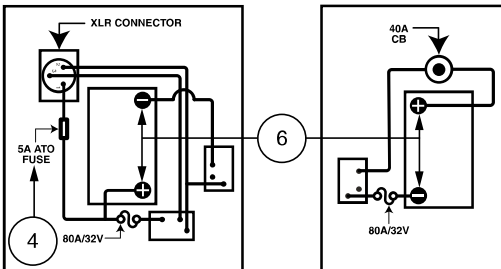 XLR CONNECTOR
5A ATO
FUSE
4
80A/32V
6
40A
CB
80A/32V